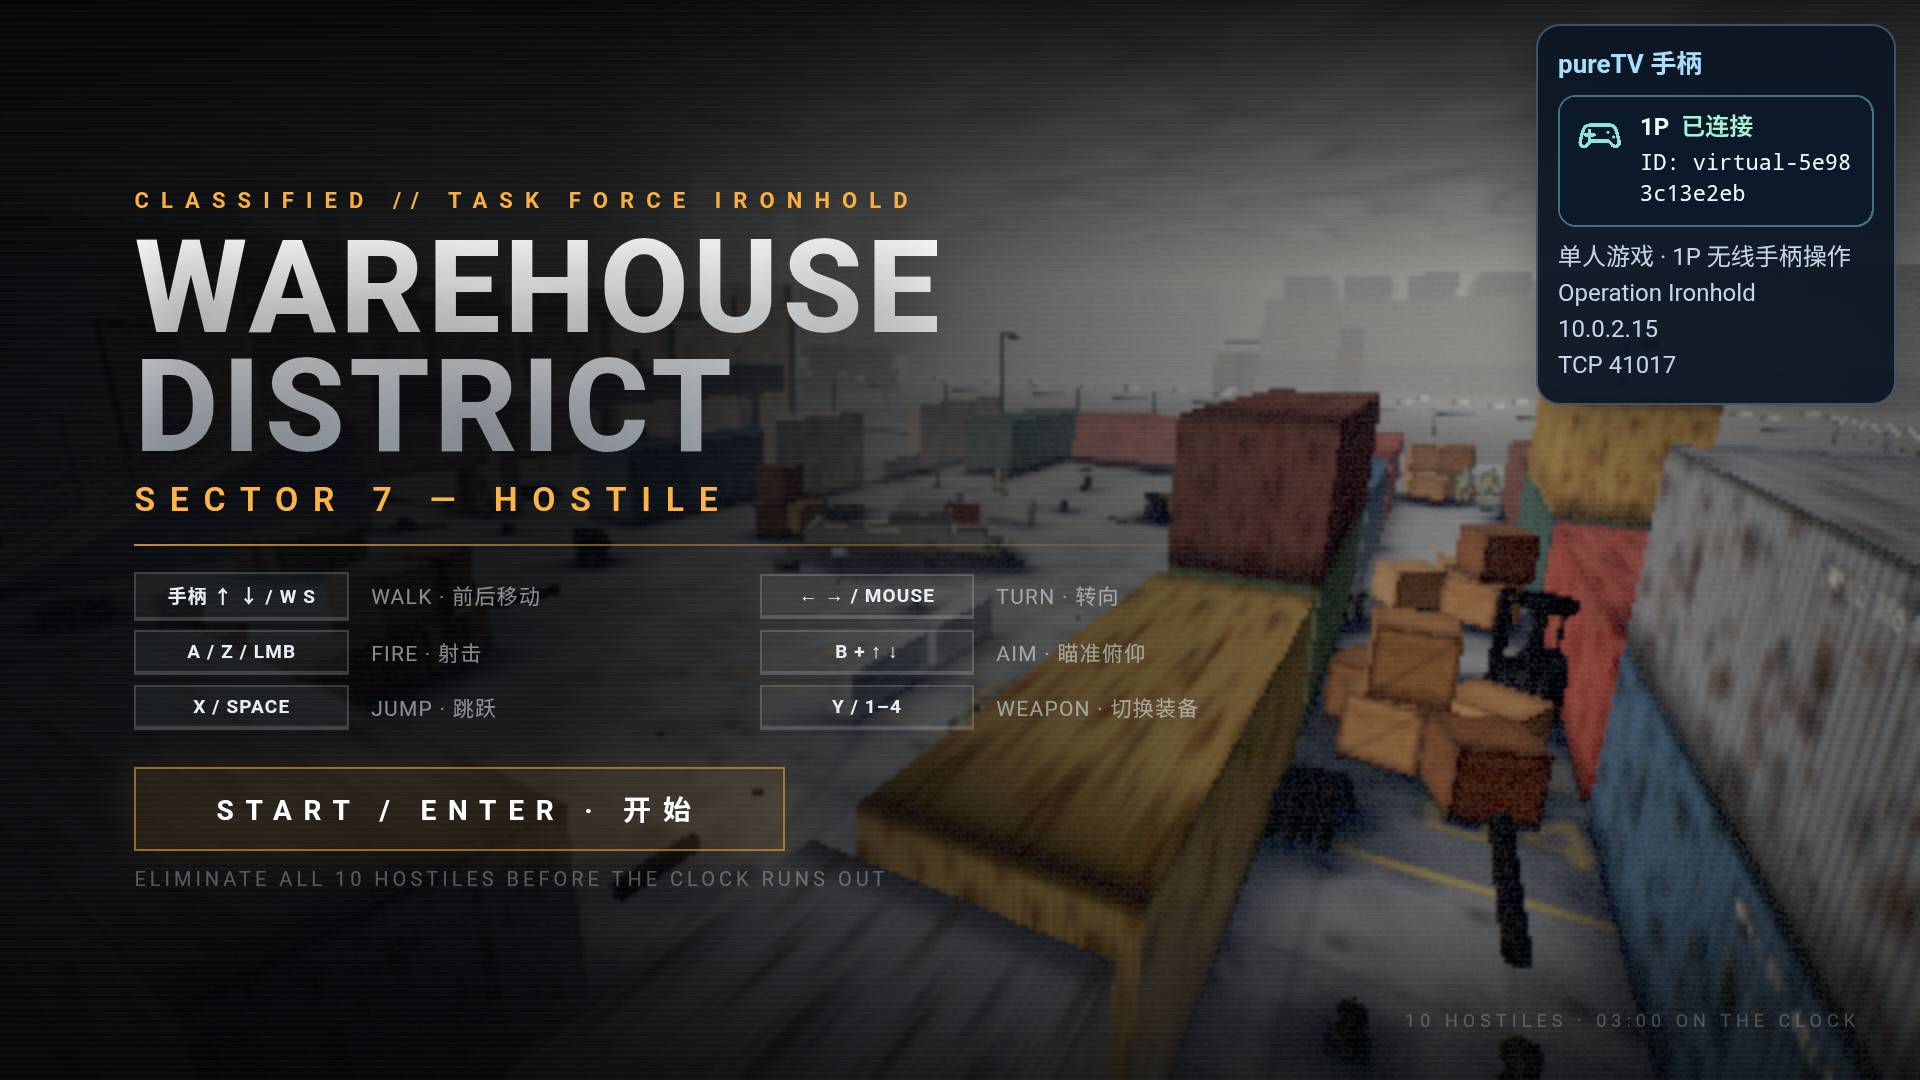 CLASSIFIED // TASK FORCE IRONHOLD
WAREHOUSE
DISTRICT
SECTOR 7 — HOSTILE
手柄 ↑ ↓ / W S
WALK · 前后移动
← → / MOUSE
TURN · 转向
A / Z / LMB
FIRE · 射击
B + ↑ ↓
AIM · 瞄准俯仰
X / SPACE
JUMP · 跳跃
Y / 1–4
WEAPON · 切换装备
START / ENTER · 开始
ELIMINATE ALL 10 HOSTILES BEFORE THE CLOCK RUNS OUT
pureTV 手柄
1P 已连接
ID: virtual-5e98
3c13e2eb
单人游戏 · 1P 无线手柄操作
Operation Ironhold
10.0.2.15
TCP 41017
10 HOSTILES · 03:00 ON THE CLOCK